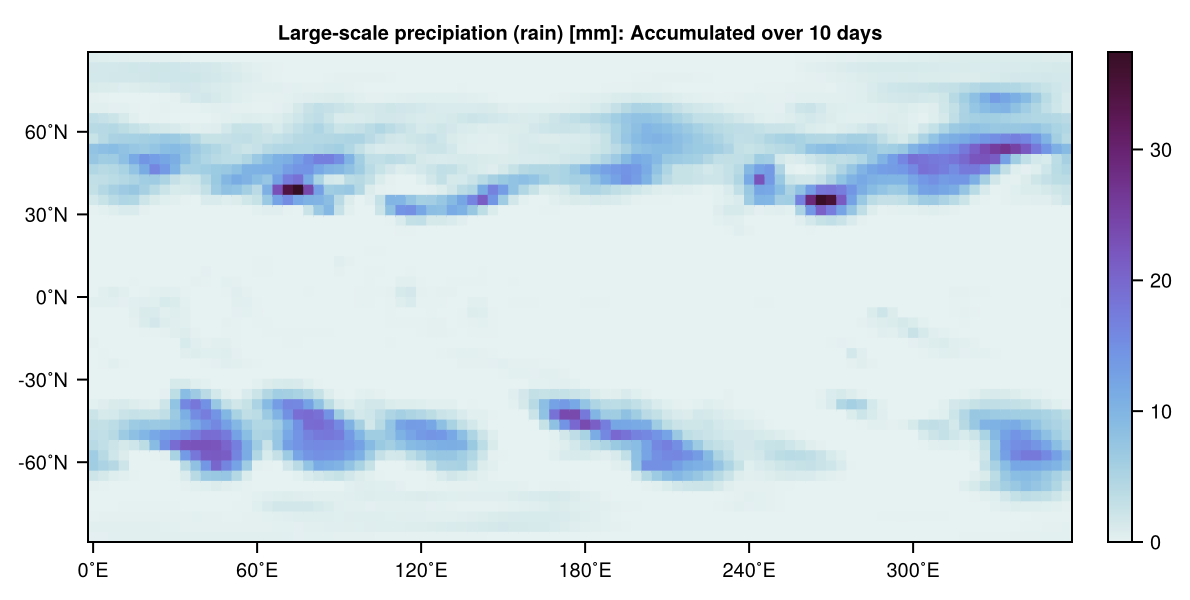 Large-scale precipiation (rain) [mm]: Accumulated over 10 days
60˚N
30˚N
0˚N
-30˚N
-60˚N
0˚E
60˚E
120˚E
180˚E
240˚E
300˚E
30
20
10
0